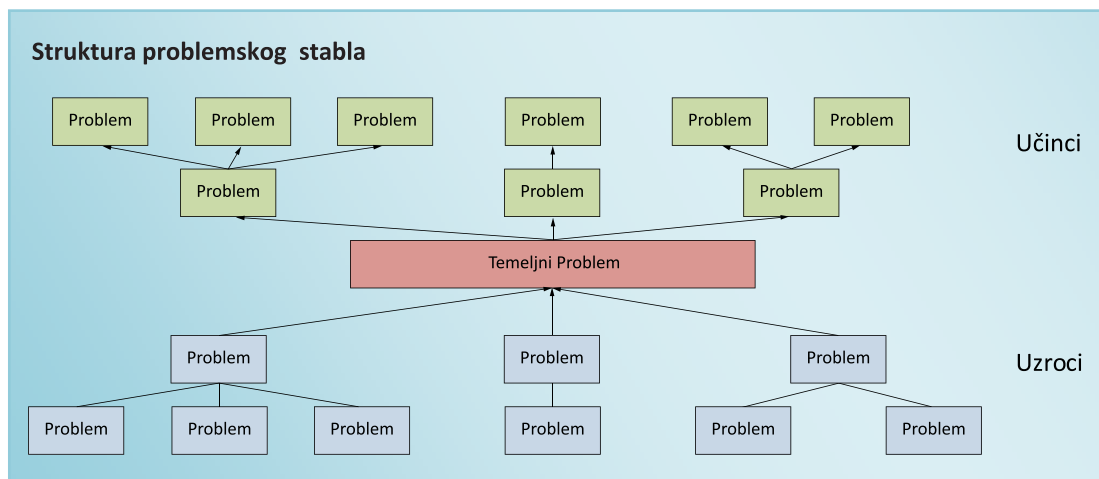 Struktura problemskog stabla
Problem Problem Problem Problem Problem Problem
Učinci
Problem Problem Problem
Temeljni Problem
Problem Problem Problem
Uzroci
Problem Problem Problem Problem Problem Problem